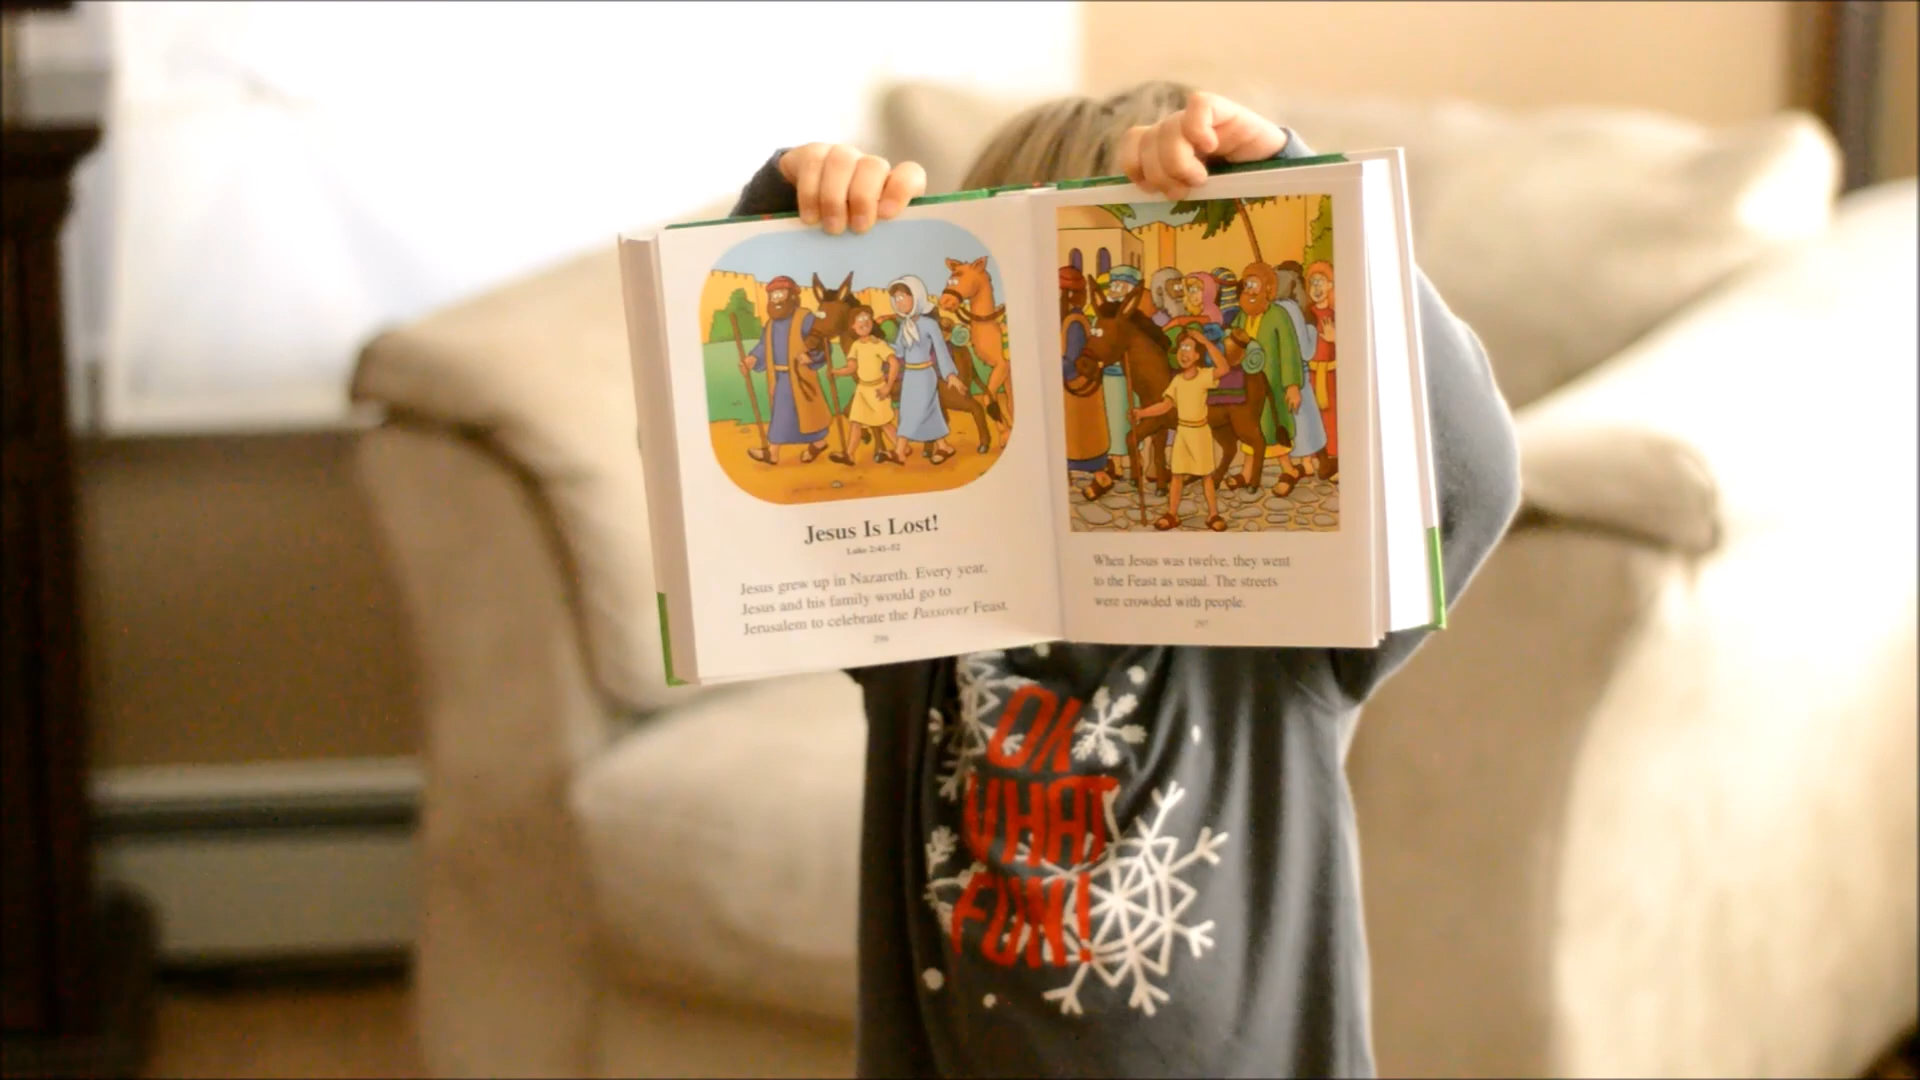 Jesus Is Lost!
Luke 2:41–52
Jesus grew up in Nazareth. Every year,
Jesus and his family would go to
Jerusalem to celebrate the Passover Feast.
296
When Jesus was twelve, they went
to the Feast as usual. The streets
were crowded with people.
297
OH
WHAT
FUN!